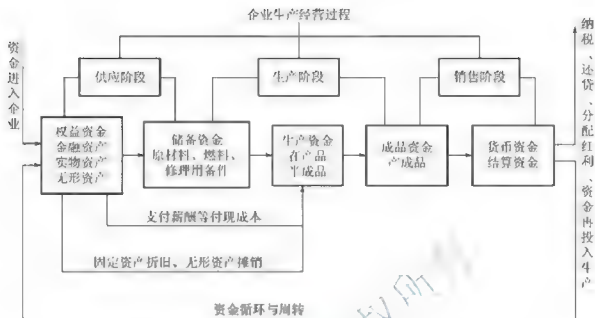 企业生产经营过程
资金进入企业
供应阶段
生产阶段
销售阶段
纳税、还贷、分配红利、资金再投入生产
权益资金
金融资产
实物资产
无形资产
储备资金
原材料、燃料、
修理用备件
生产资金
在产品
半成品
成品资金
产成品
货币资金
结算资金
支付薪酬等付现成本
固定资产折旧、无形资产摊销
资金循环与周转